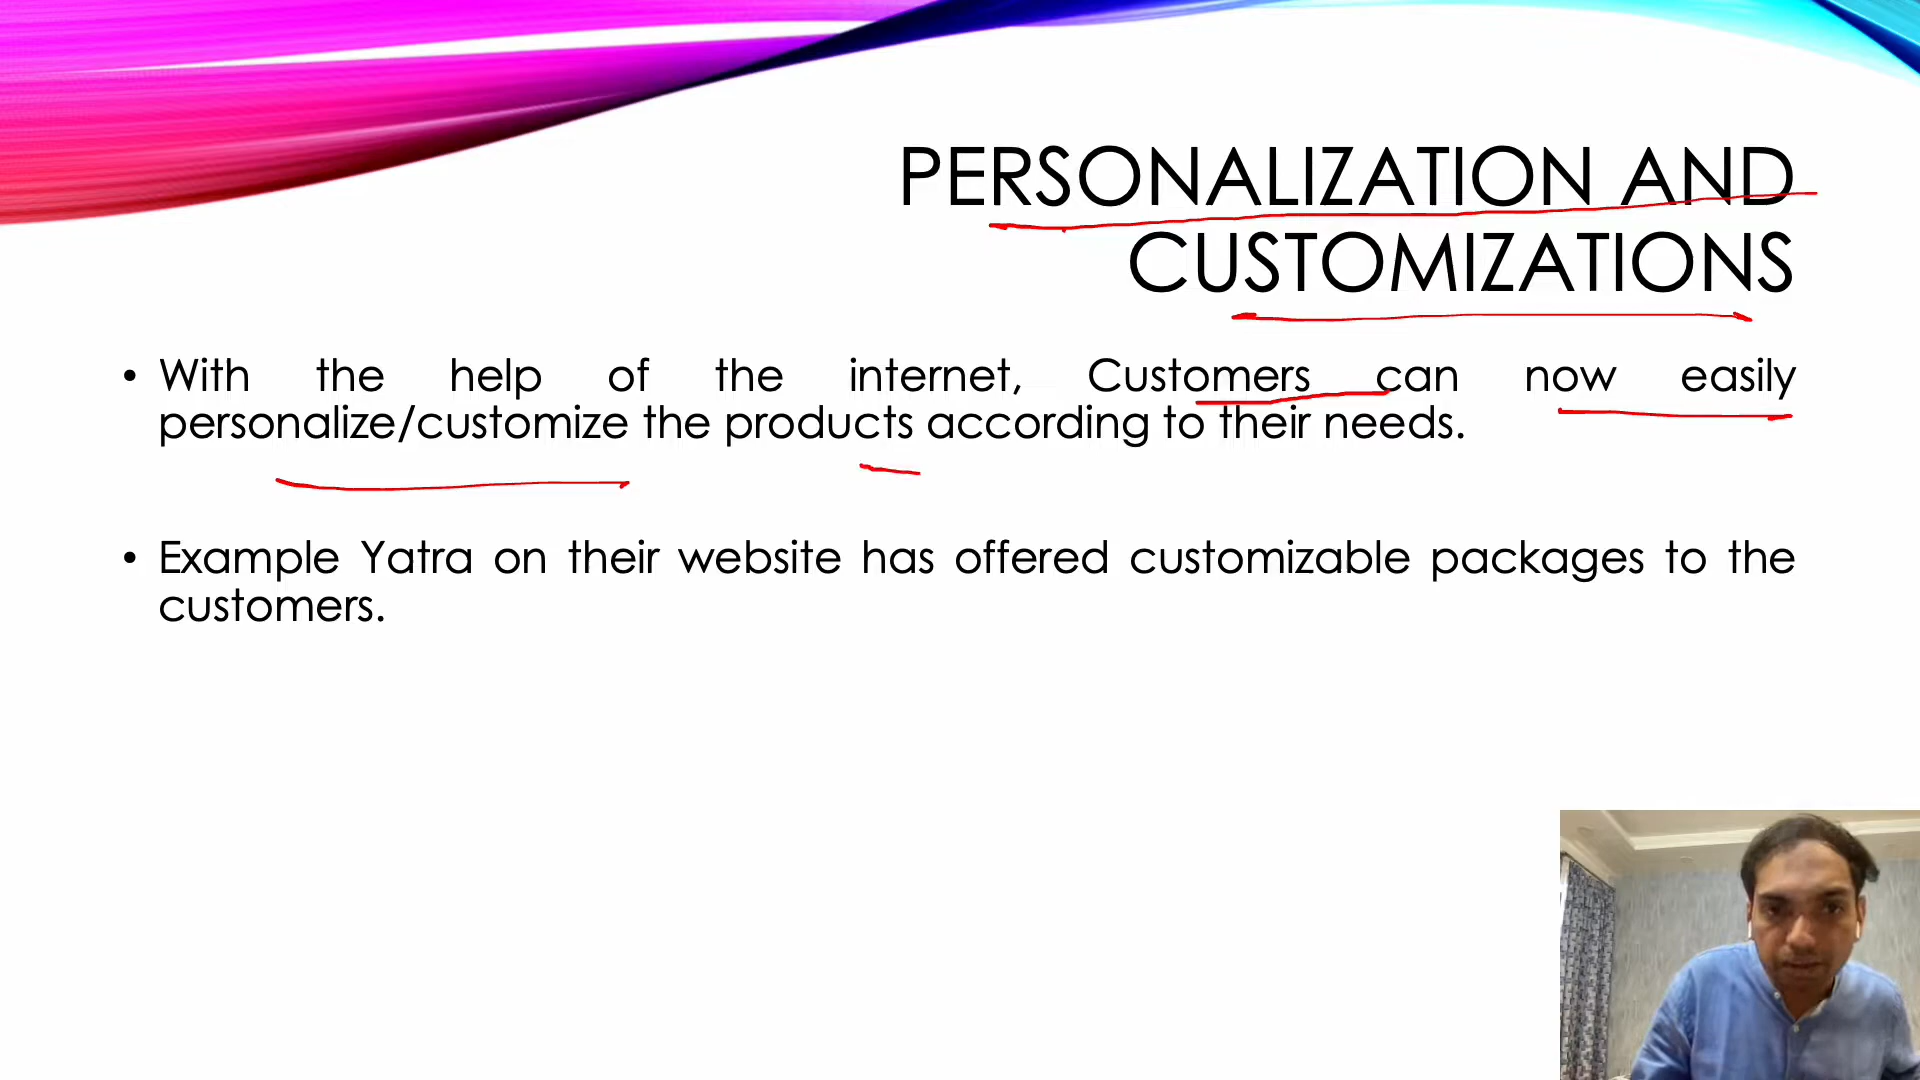 PERSONALIZATION AND
CUSTOMIZATIONS
• With the help of the internet, Customers can now easily
personalize/customize the products according to their needs.
• Example Yatra on their website has offered customizable packages to the
customers.